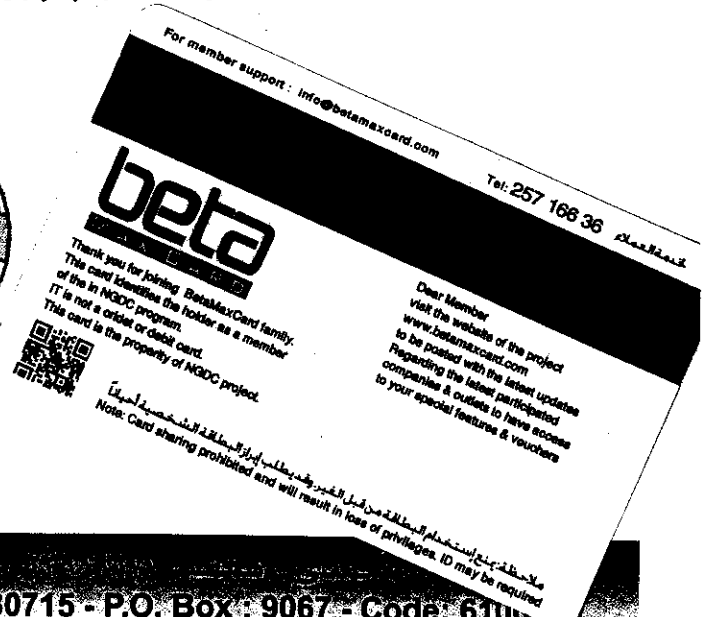 For member support : info@betamaxcard.com
Tel: 257 166 36 خدمة العملاء
beta
MAXCARD
Thank you for joining BetaMaxCard family.
This card identifies the holder as a member
of the in NGDC program.
IT is not a cridet or debit card.
This card is the properity of NGDC project.
Dear Member
visit the website of the project
www.betamaxcard.com
to be posted with the latest updates
Regarding the latest participated
companies & outlets to have access
to your special features & vouchers
ملاحظة: يمنع إستخدام البطاقة من قبل الغير وقد يطلب إبراز البطاقة الشخصية أحياناً
Note: Card sharing prohibited and will result in loss of privileges. ID may be required
30715 - P.O. Box : 9067 - Code: 6100